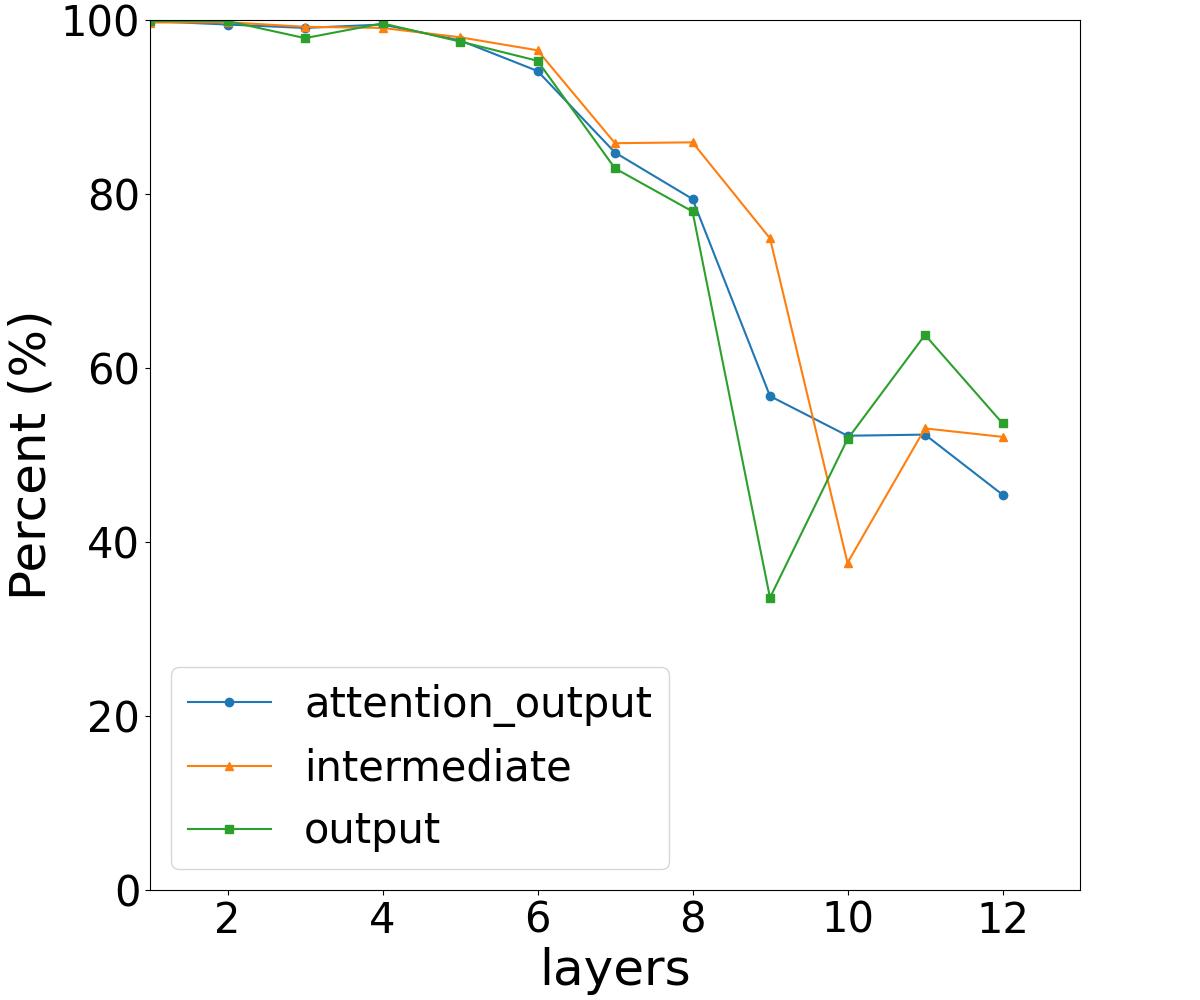 100
80
60
40
20
0
Percent (%)
attention_output
intermediate
output
2 4 6 8 10 12
layers